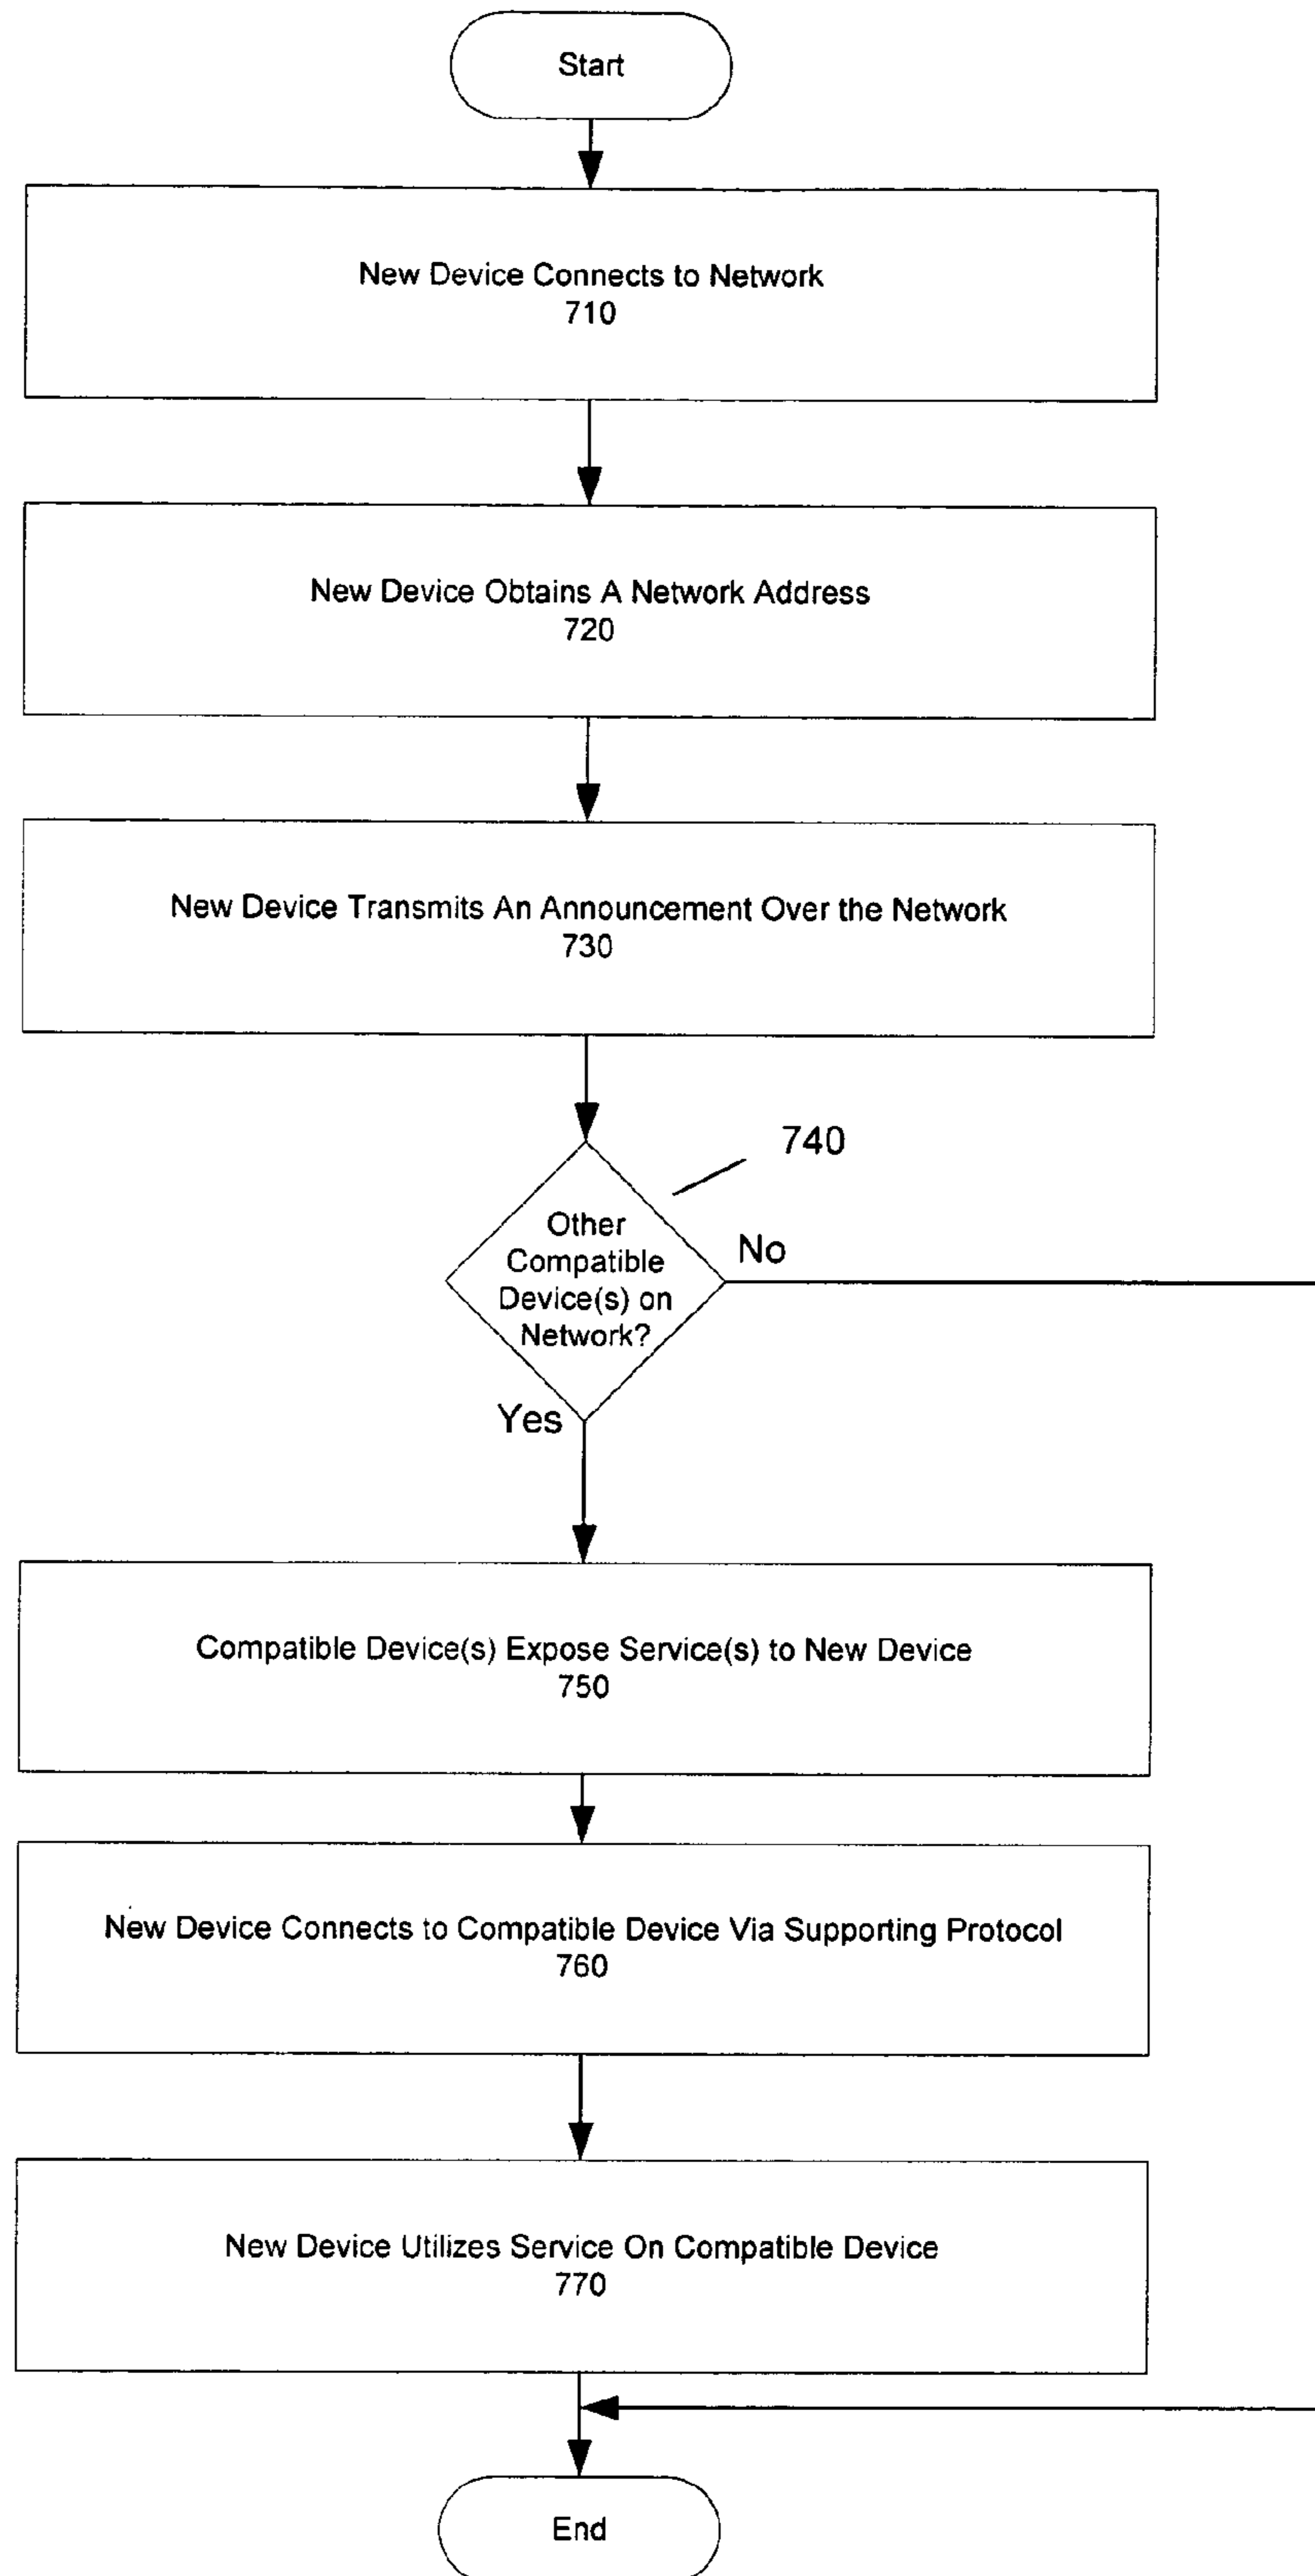 Start
New Device Connects to Network
710
New Device Obtains A Network Address
720
New Device Transmits An Announcement Over the Network
730
740
Other
Compatible
Device(s) on
Network?
No
Yes
Compatible Device(s) Expose Service(s) to New Device
750
New Device Connects to Compatible Device Via Supporting Protocol
760
New Device Utilizes Service On Compatible Device
770
End